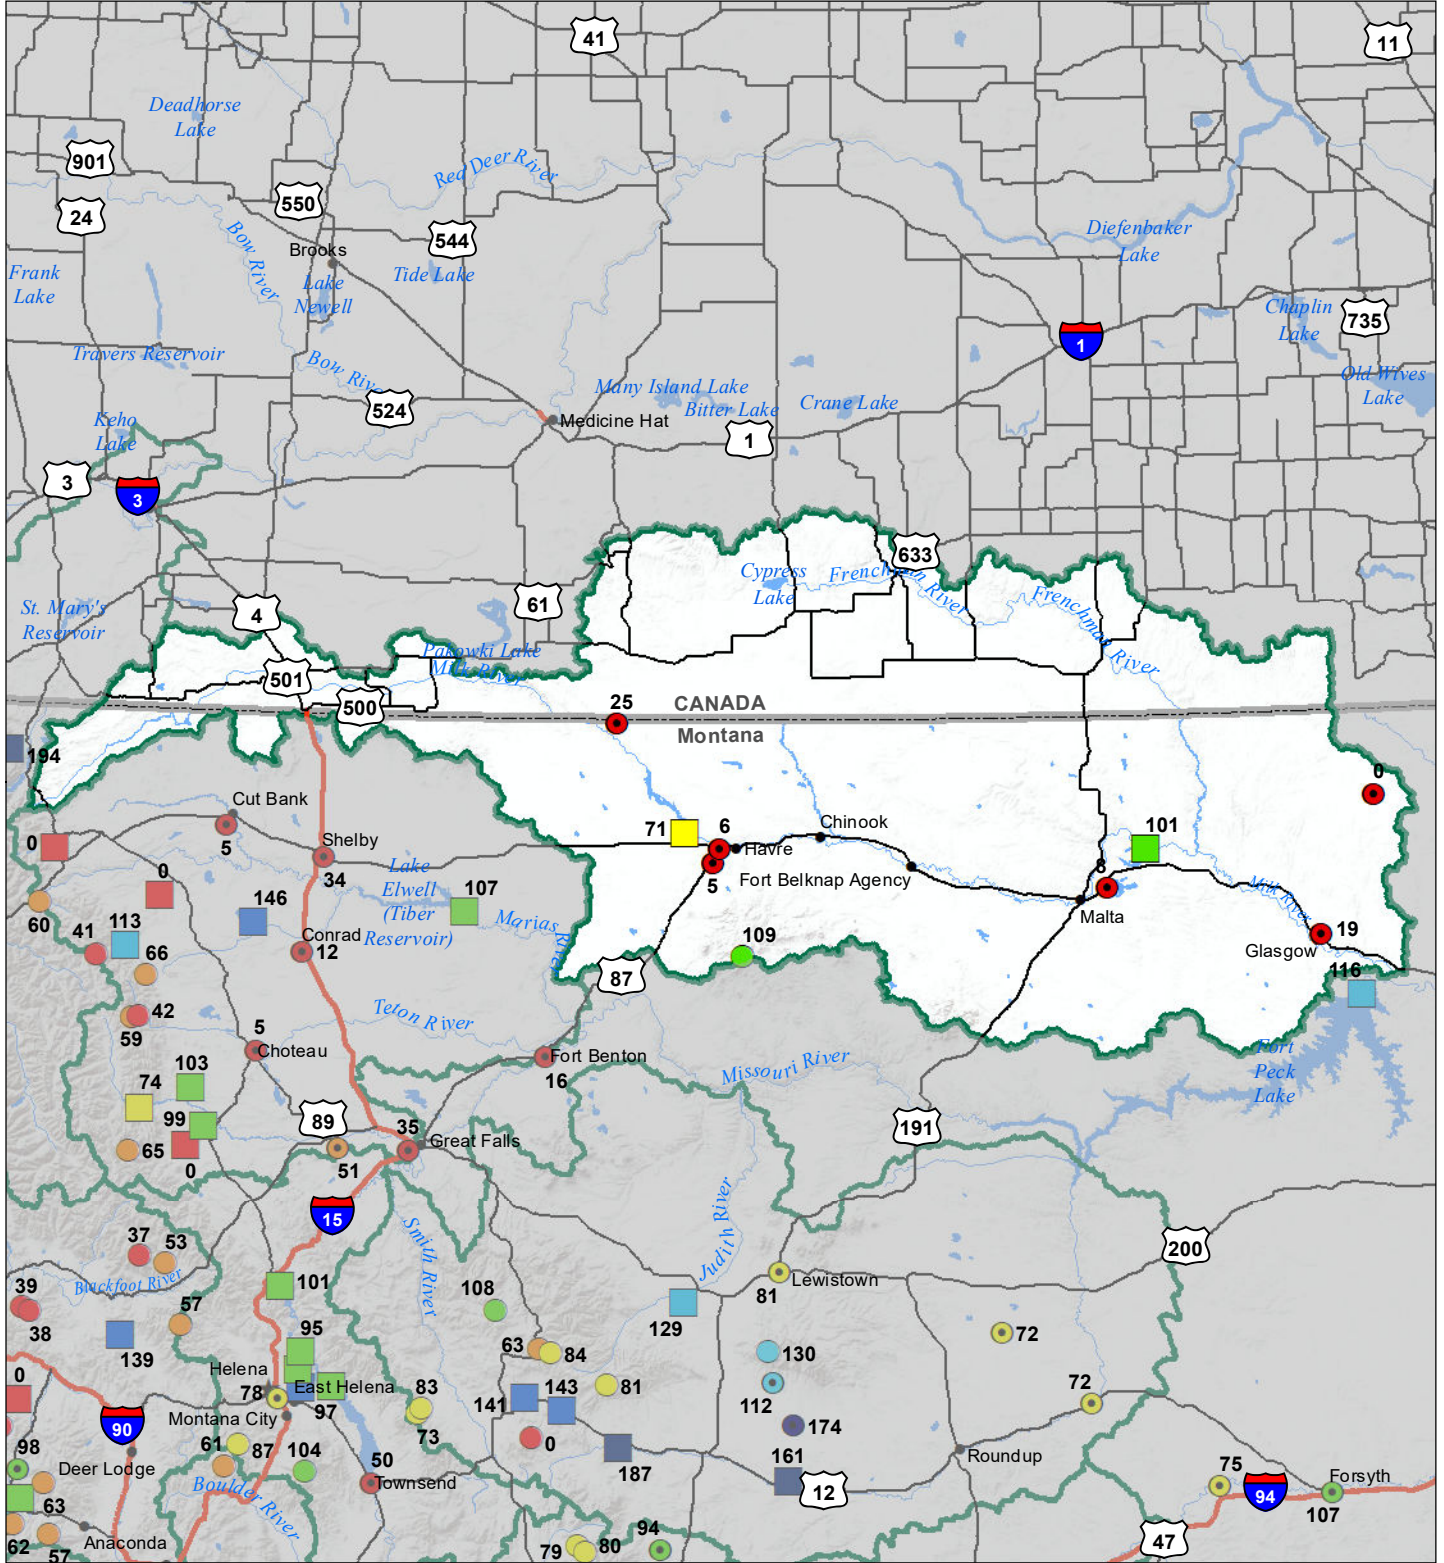 41
11
Deadhorse
Lake
901
Red Deer River
550
24
544
Bow River
Brooks
Diefenbaker
Lake
Frank
Lake
Tide Lake
Lake
Newell
Chaplin
Lake
735
1
Travers Reservoir
Bow River
Many Island Lake
Old Wives
Lake
524
Bitter Lake
Crane Lake
Keho
Lake
Medicine Hat
1
3
3
633
Cypress
Lake
Frenchman River
Frenchman River
61
4
St. Mary's
Reservoir
Pakowki Lake
Milk River
501
500
25
CANADA
Montana
194
0
Cut Bank
5
Shelby
34
71
6
Havre
5
Chinook
Fort Belknap Agency
101
8
Malta
0
0
Lake
Elwell
(Tiber
Reservoir)
107
146
60
113
41
66
Conrad
12
Marias River
109
87
Milk River
19
Glasgow
116
42
59
Teton River
5
Choteau
Fort Benton
16
Missouri River
Fort
Peck
Lake
103
74
99
65
0
89
35
Great Falls
51
191
15
37
53
Smith River
Judith River
200
Blackfoot River
39
38
57
101
108
Lewistown
81
129
139
95
63
84
130
72
0
Helena
78
East Helena
97
83
73
141
143
81
112
72
90
Montana City
0
174
98
61
87
104
50
Townsend
187
161
12
Roundup
75
94
Forsyth
107
Deer Lodge
63
Boulder River
62
57
Anaconda
79
80
94
47